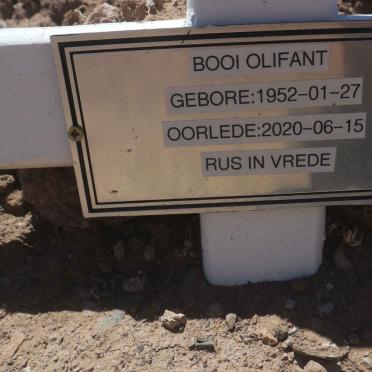 BOOI OLIFANT
GEBORE:1952-01-27
OORLEDE:2020-06-15
RUS IN VREDE